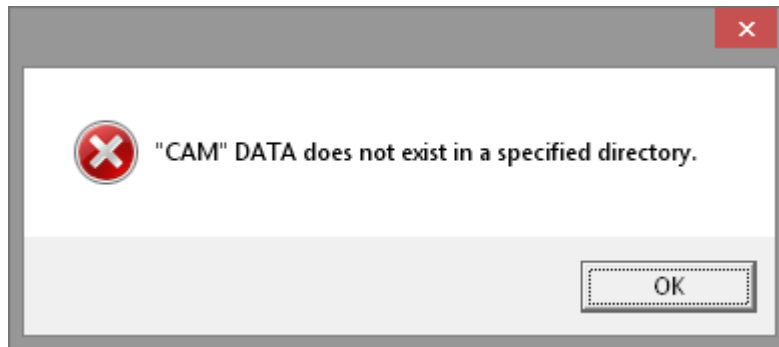 "CAM" DATA does not exist in a specified directory.
OK